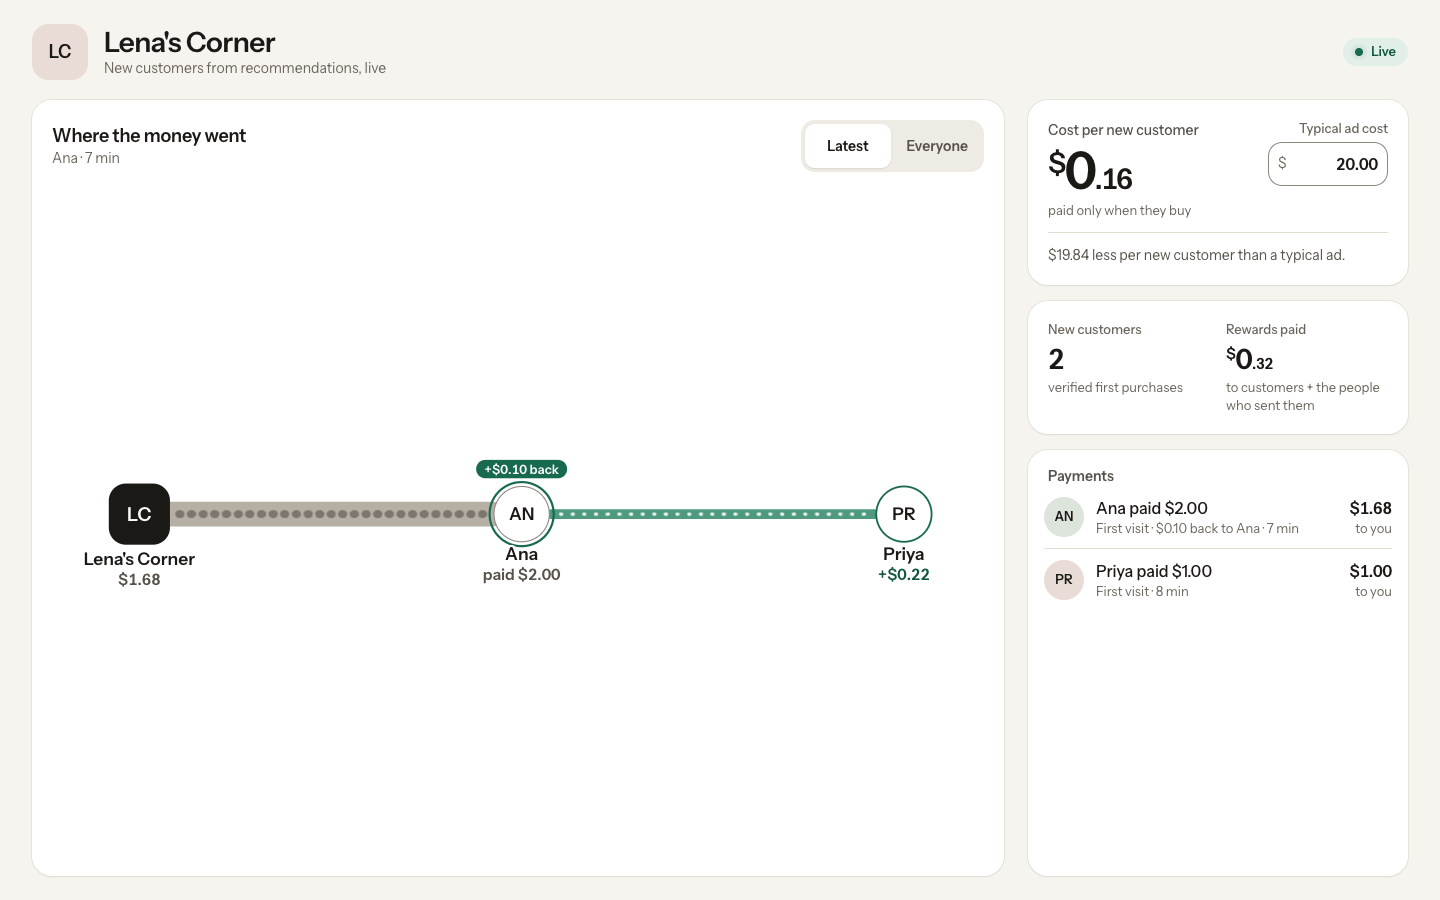 LC
Lena's Corner
New customers from recommendations, live
Live
Where the money went
Ana · 7 min
Latest
Everyone
+$0.10 back
LC
AN
PR
Lena's Corner
$1.68
Ana
paid $2.00
Priya
+$0.22
Cost per new customer
$0.16
paid only when they buy
Typical ad cost
$ 20.00
$19.84 less per new customer than a typical ad.
New customers
2
verified first purchases
Rewards paid
$0.32
to customers + the people
who sent them
Payments
AN
Ana paid $2.00
First visit · $0.10 back to Ana · 7 min
$1.68
to you
PR
Priya paid $1.00
First visit · 8 min
$1.00
to you